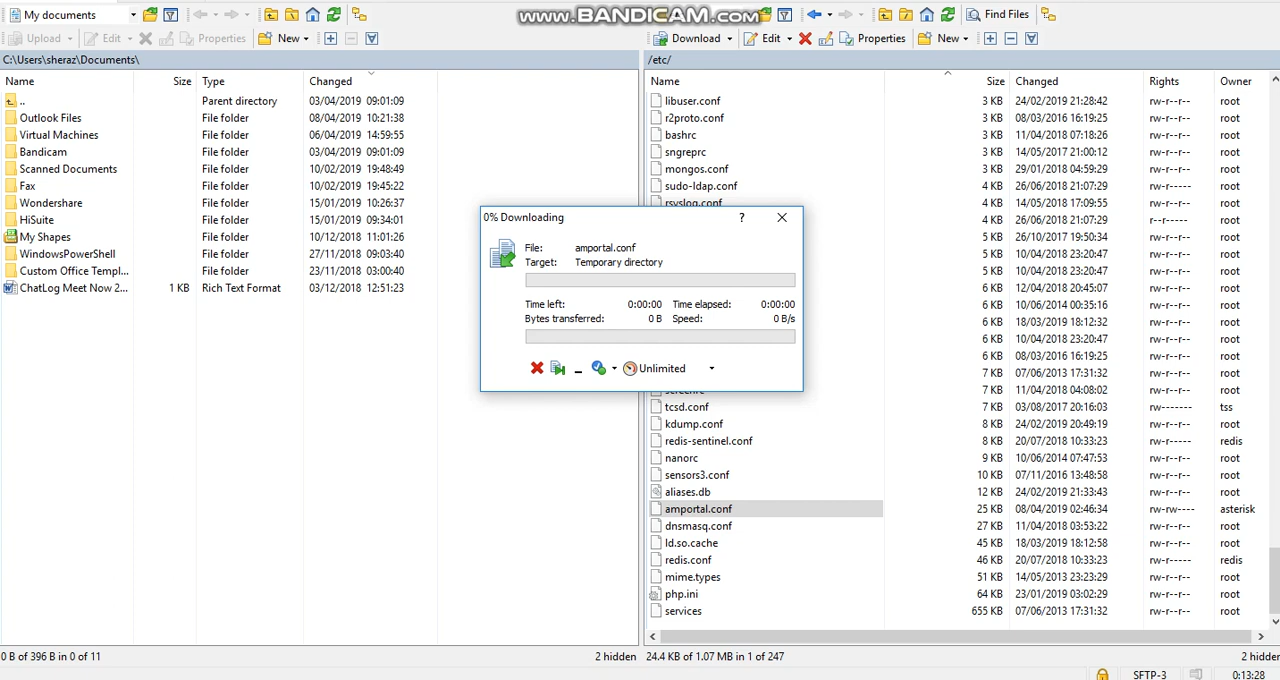 My documents
www.BANDICAM.com
Find Files
Upload Edit Properties New
Download Edit Properties New
C:\Users\sheraz\Documents\
/etc/
Name Size Type Changed
.. Parent directory 03/04/2019 09:01:09
Outlook Files File folder 08/04/2019 10:21:38
Virtual Machines File folder 06/04/2019 14:59:55
Bandicam File folder 03/04/2019 09:01:09
Scanned Documents File folder 10/02/2019 19:48:49
Fax File folder 10/02/2019 19:45:22
Wondershare File folder 15/01/2019 10:26:37
HiSuite File folder 15/01/2019 09:34:01
My Shapes File folder 10/12/2018 11:01:26
WindowsPowerShell File folder 27/11/2018 09:03:40
Custom Office Templ... File folder 23/11/2018 03:00:40
ChatLog Meet Now 2... 1 KB Rich Text Format 03/12/2018 12:51:23
Name Size Changed Rights Owner
libuser.conf 3 KB 24/02/2019 21:28:42 rw-r--r-- root
r2proto.conf 3 KB 08/03/2016 16:19:25 rw-r--r-- root
bashrc 3 KB 11/04/2018 07:18:26 rw-r--r-- root
sngreprc 3 KB 14/05/2017 21:00:12 rw-r--r-- root
mongos.conf 3 KB 29/01/2018 04:59:29 rw-r--r-- root
sudo-ldap.conf 4 KB 26/06/2018 21:07:29 rw-r----- root
rsyslog.conf 4 KB 14/05/2018 17:09:55 rw-r--r-- root
4 KB 26/06/2018 21:07:29 r--r----- root
5 KB 26/10/2017 19:50:34 rw-r--r-- root
5 KB 10/04/2018 23:20:47 rw-r--r-- root
5 KB 10/04/2018 23:20:47 rw-r--r-- root
6 KB 12/04/2018 20:45:07 rw-r--r-- root
6 KB 10/06/2014 00:35:16 rw-r--r-- root
6 KB 18/03/2019 18:12:32 rw-r--r-- root
6 KB 10/04/2018 23:20:47 rw-r--r-- root
6 KB 08/03/2016 16:19:25 rw-r--r-- root
7 KB 07/06/2013 17:31:32 rw-r--r-- root
7 KB 11/04/2018 04:08:02 rw-r--r-- root
tcsd.conf 7 KB 03/08/2017 20:16:03 rw------- tss
kdump.conf 8 KB 24/02/2019 20:49:19 rw-r--r-- root
redis-sentinel.conf 8 KB 20/07/2018 10:33:23 rw-r----- redis
nanorc 9 KB 10/06/2014 07:47:53 rw-r--r-- root
sensors3.conf 10 KB 07/11/2016 13:48:58 rw-r--r-- root
aliases.db 12 KB 24/02/2019 21:33:43 rw-r--r-- root
amportal.conf 25 KB 08/04/2019 02:46:34 rw-rw---- asterisk
dnsmasq.conf 27 KB 11/04/2018 03:53:22 rw-r--r-- root
ld.so.cache 45 KB 18/03/2019 18:12:58 rw-r--r-- root
redis.conf 46 KB 20/07/2018 10:33:23 rw-r----- redis
mime.types 51 KB 14/05/2013 23:23:29 rw-r--r-- root
php.ini 64 KB 23/01/2019 03:02:29 rw-r--r-- root
services 655 KB 07/06/2013 17:31:32 rw-r--r-- root
0% Downloading ?
File: amportal.conf
Target: Temporary directory
Time left: 0:00:00 Time elapsed: 0:00:00
Bytes transferred: 0 B Speed: 0 B/s
Unlimited
0 B of 396 B in 0 of 11 2 hidden
24.4 KB of 1.07 MB in 1 of 247 2 hidden
SFTP-3 0:13:28